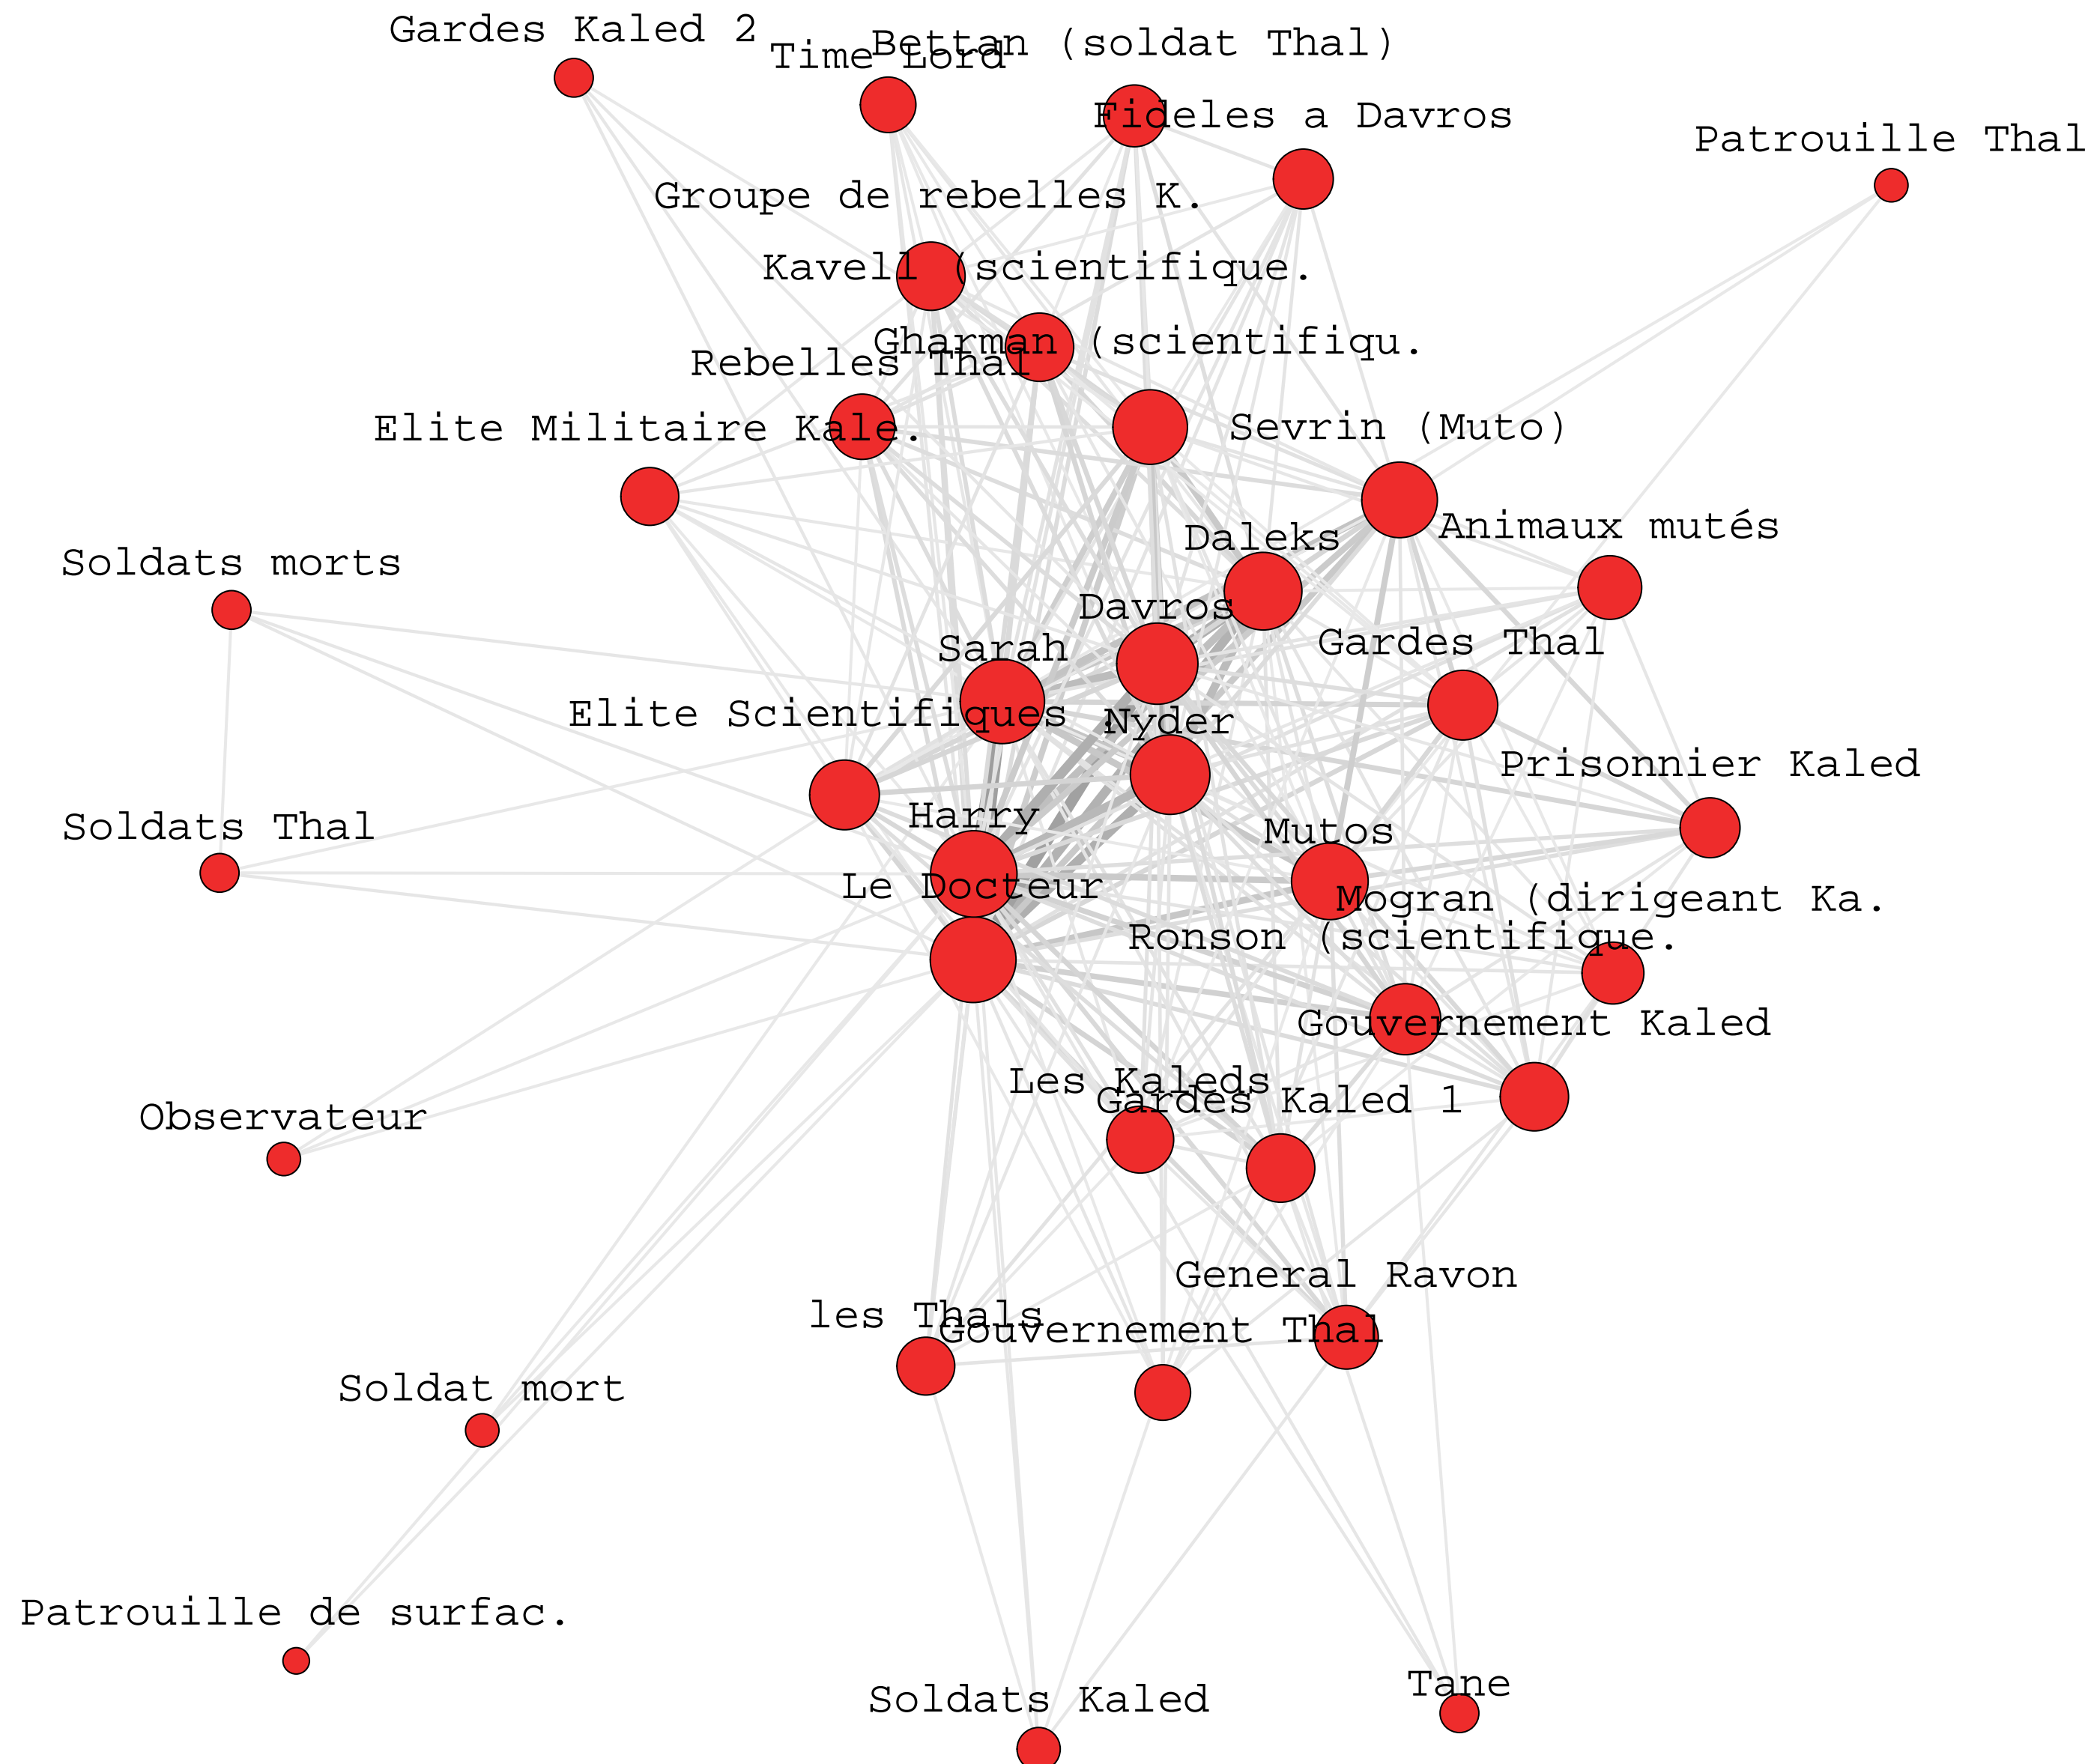 Gardes Kaled 2
Bettan (soldat Thal)
Time Lord
Fideles a Davros
Patrouille Thal
Groupe de rebelles K.
Kavell (scientifique.
Gharman (scientifiqu.
Rebelles Thal
Elite Militaire Kale.
Sevrin (Muto)
Animaux mutés
Daleks
Soldats morts
Davros
Gardes Thal
Sarah
Elite Scientifiques .
Nyder
Prisonnier Kaled
Harry
Soldats Thal
Mutos
Le Docteur
Mogran (dirigeant Ka.
Ronson (scientifique.
Gouvernement Kaled
Les Kaleds
Gardes Kaled 1
Observateur
General Ravon
les Thals
Gouvernement Thal
Soldat mort
Patrouille de surfac.
Tane
Soldats Kaled